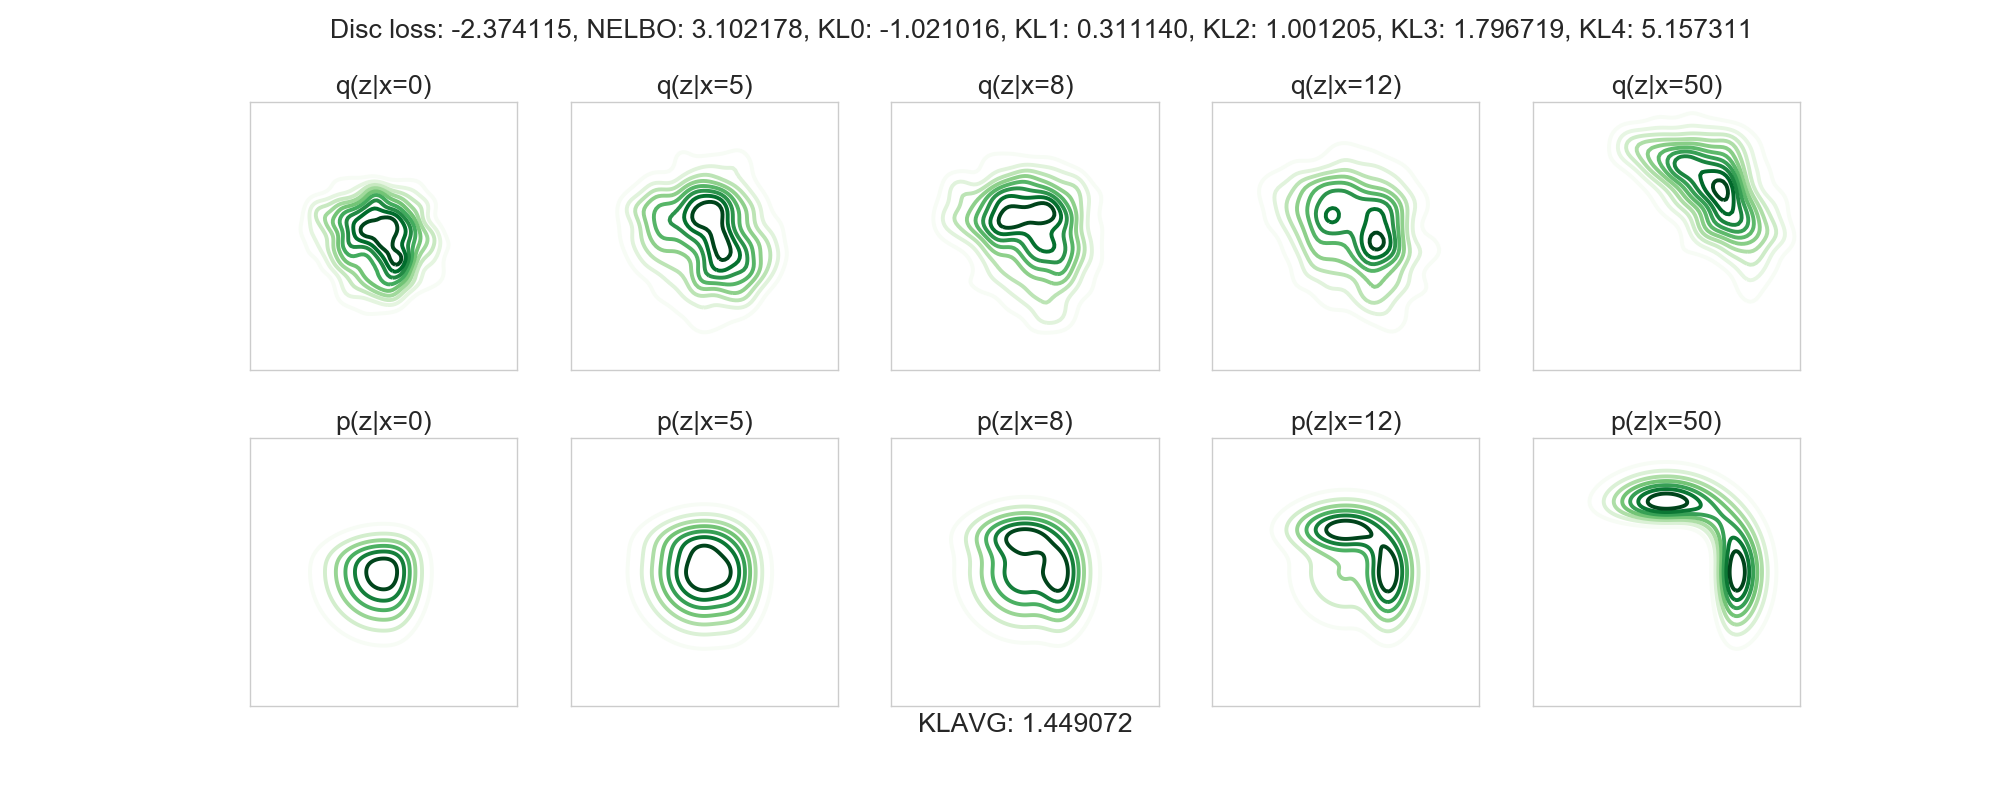 Disc loss: -2.374115, NELBO: 3.102178, KL0: -1.021016, KL1: 0.311140, KL2: 1.001205, KL3: 1.796719, KL4: 5.157311
q(z|x=0) q(z|x=5) q(z|x=8) q(z|x=12) q(z|x=50)
p(z|x=0) p(z|x=5) p(z|x=8) p(z|x=12) p(z|x=50)
KLAVG: 1.449072